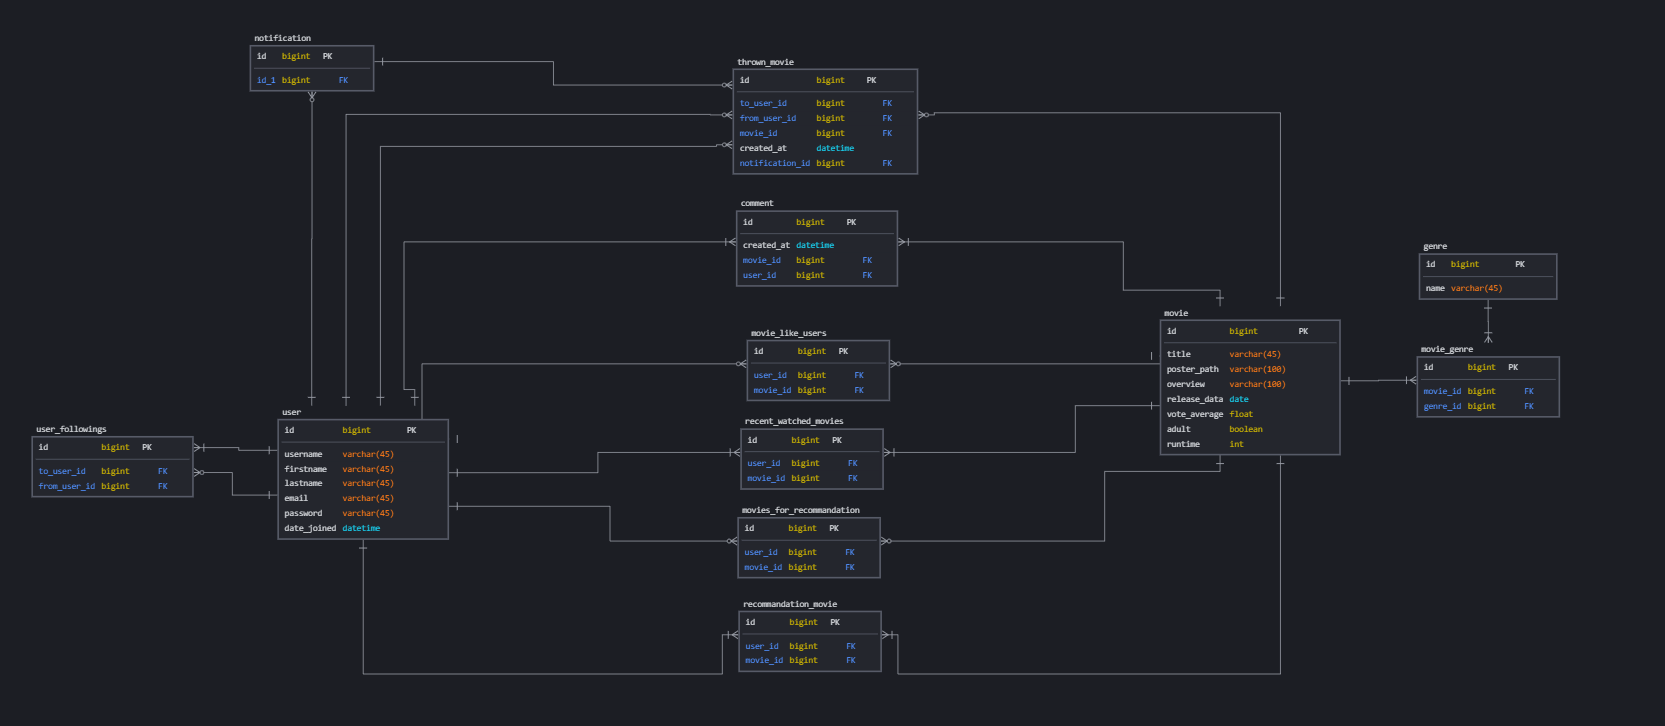 notification
id bigint PK
id_1 bigint FK
thrown_movie
id bigint PK
to_user_id bigint FK
from_user_id bigint FK
movie_id bigint FK
created_at datetime
notification_id bigint FK
comment
id bigint PK
created_at datetime
movie_id bigint FK
user_id bigint FK
genre
id bigint PK
name varchar(45)
movie
id bigint PK
title varchar(45)
poster_path varchar(100)
overview varchar(100)
release_data date
vote_average float
adult boolean
runtime int
movie_genre
id bigint PK
movie_id bigint FK
genre_id bigint FK
movie_like_users
id bigint PK
user_id bigint FK
movie_id bigint FK
user
id bigint PK
username varchar(45)
firstname varchar(45)
lastname varchar(45)
email varchar(45)
password varchar(45)
date_joined datetime
user_followings
id bigint PK
to_user_id bigint FK
from_user_id bigint FK
recent_watched_movies
id bigint PK
user_id bigint FK
movie_id bigint FK
movies_for_recommandation
id bigint PK
user_id bigint FK
movie_id bigint FK
recommandation_movie
id bigint PK
user_id bigint FK
movie_id bigint FK